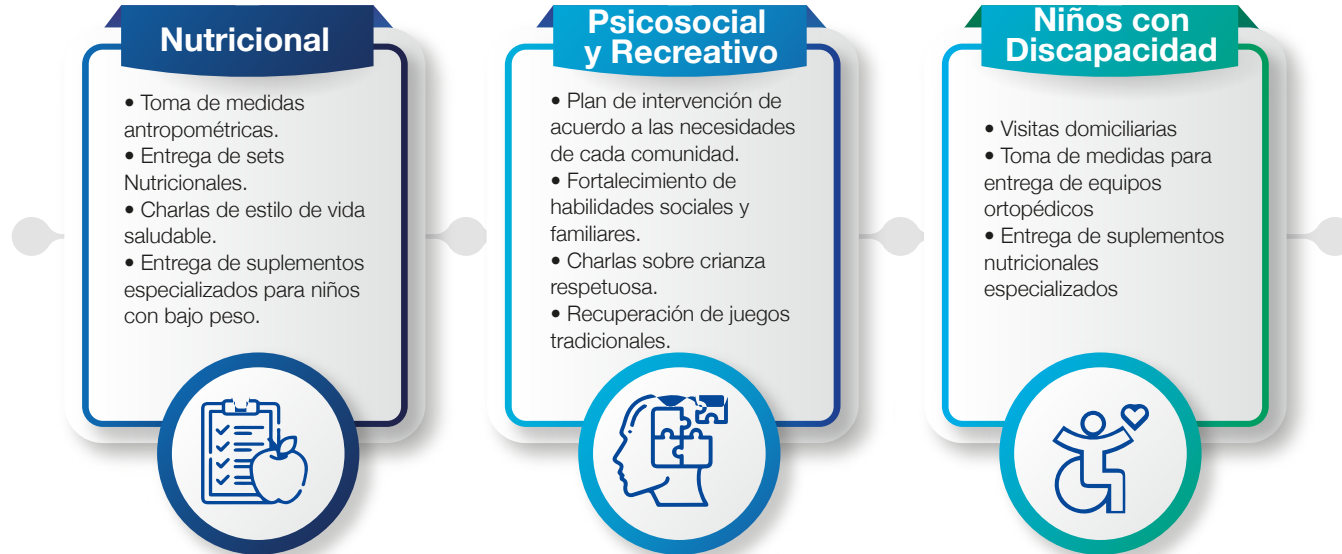 Nutricional
• Toma de medidas
antropométricas.
• Entrega de sets
Nutricionales.
• Charlas de estilo de vida
saludable.
• Entrega de suplementos
especializados para niños
con bajo peso.
Psicosocial
y Recreativo
• Plan de intervención de
acuerdo a las necesidades
de cada comunidad.
• Fortalecimiento de
habilidades sociales y
familiares.
• Charlas sobre crianza
respetuosa.
• Recuperación de juegos
tradicionales.
Niños con
Discapacidad
• Visitas domiciliarias
• Toma de medidas para
entrega de equipos
ortopédicos
• Entrega de suplementos
nutricionales
especializados